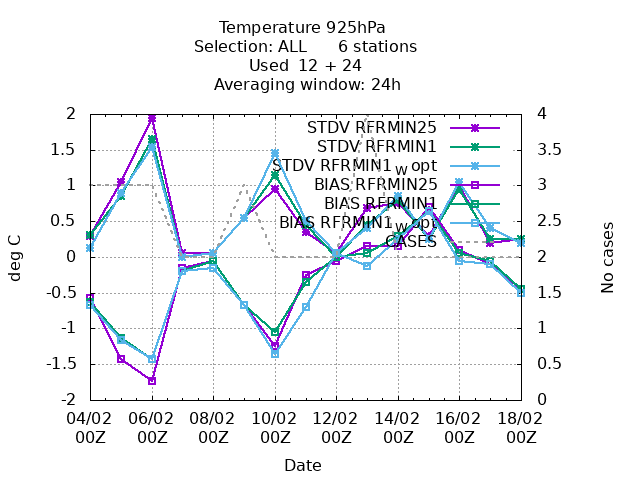 Temperature 925hPa
Selection: ALL      6 stations
Used  12 + 24
Averaging window: 24h
STDV RFRMIN25
STDV RFRMIN1
STDV RFRMIN1_w opt
BIAS RFRMIN25
BIAS RFRMIN1
BIAS RFRMIN1_w opt
CASES
deg C
2
1.5
1
0.5
0
-0.5
-1
-1.5
-2
No cases
4
3.5
3
2.5
2
1.5
1
0.5
0
04/02 06/02 08/02 10/02 12/02 14/02 16/02 18/02
00Z 00Z 00Z 00Z 00Z 00Z 00Z 00Z
Date